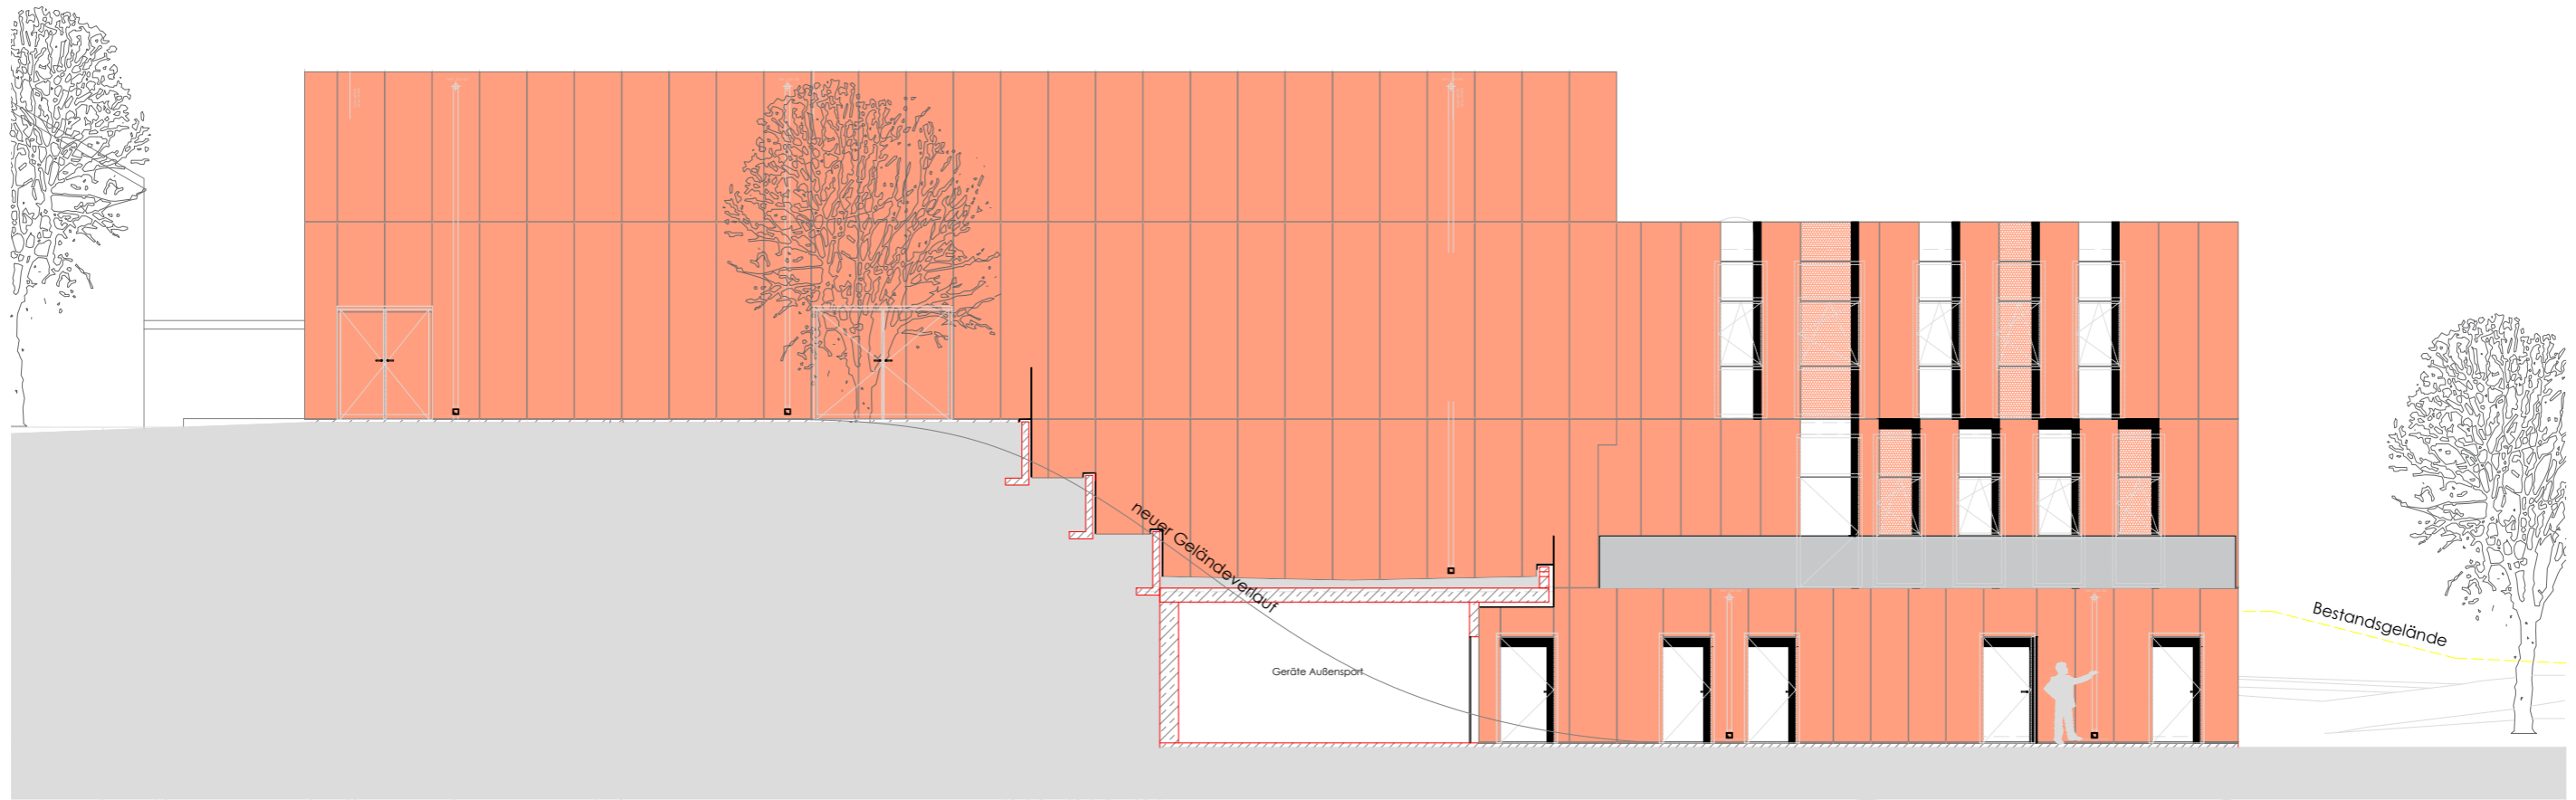 neuer Geländeverlauf
Bestandsgelände
Geräte Außensport